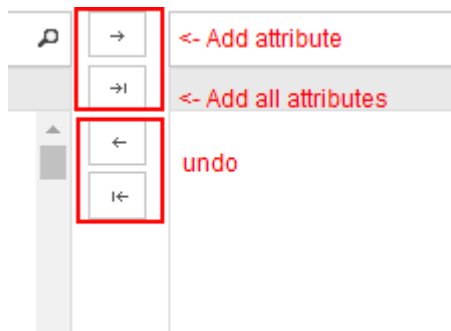 <- Add attribute
<- Add all attributes
undo